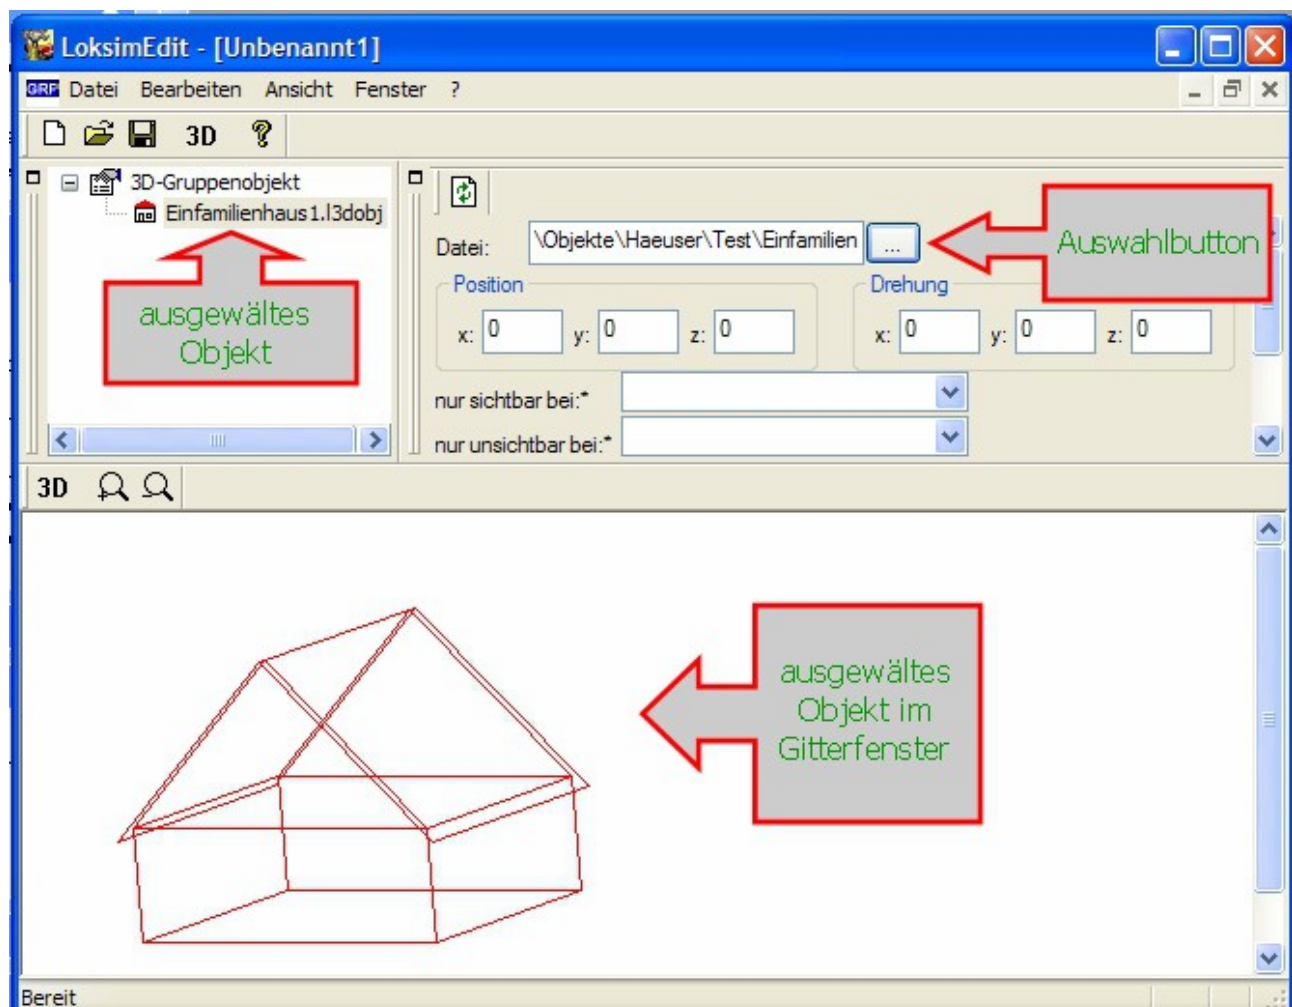 LoksimEdit - [Unbenannt1]
GRP Datei Bearbeiten Ansicht Fenster ?
3D
3D-Gruppenobjekt
Einfamilienhaus1.l3dobj
ausgewältes
Objekt
Datei: \Objekte\Haeuser\Test\Einfamilien ...
Auswahlbutton
Position
x: 0 y: 0 z: 0
Drehung
x: 0 y: 0 z: 0
nur sichtbar bei:*
nur unsichtbar bei:*
3D
ausgewältes
Objekt im
Gitterfenster
Bereit